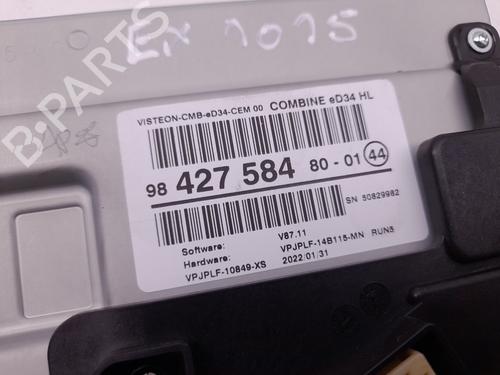 EX 1015
B-PARTS
VISTEON-CMB-eD34-CEM 00 COMBINE eD34 HL
98 427 584 80-01 44
SN 50829982
Software: V87.11
Hardware: VPJPLF-14B115-MN RUN5
VPJPLF-10849-XS 2022/01/31